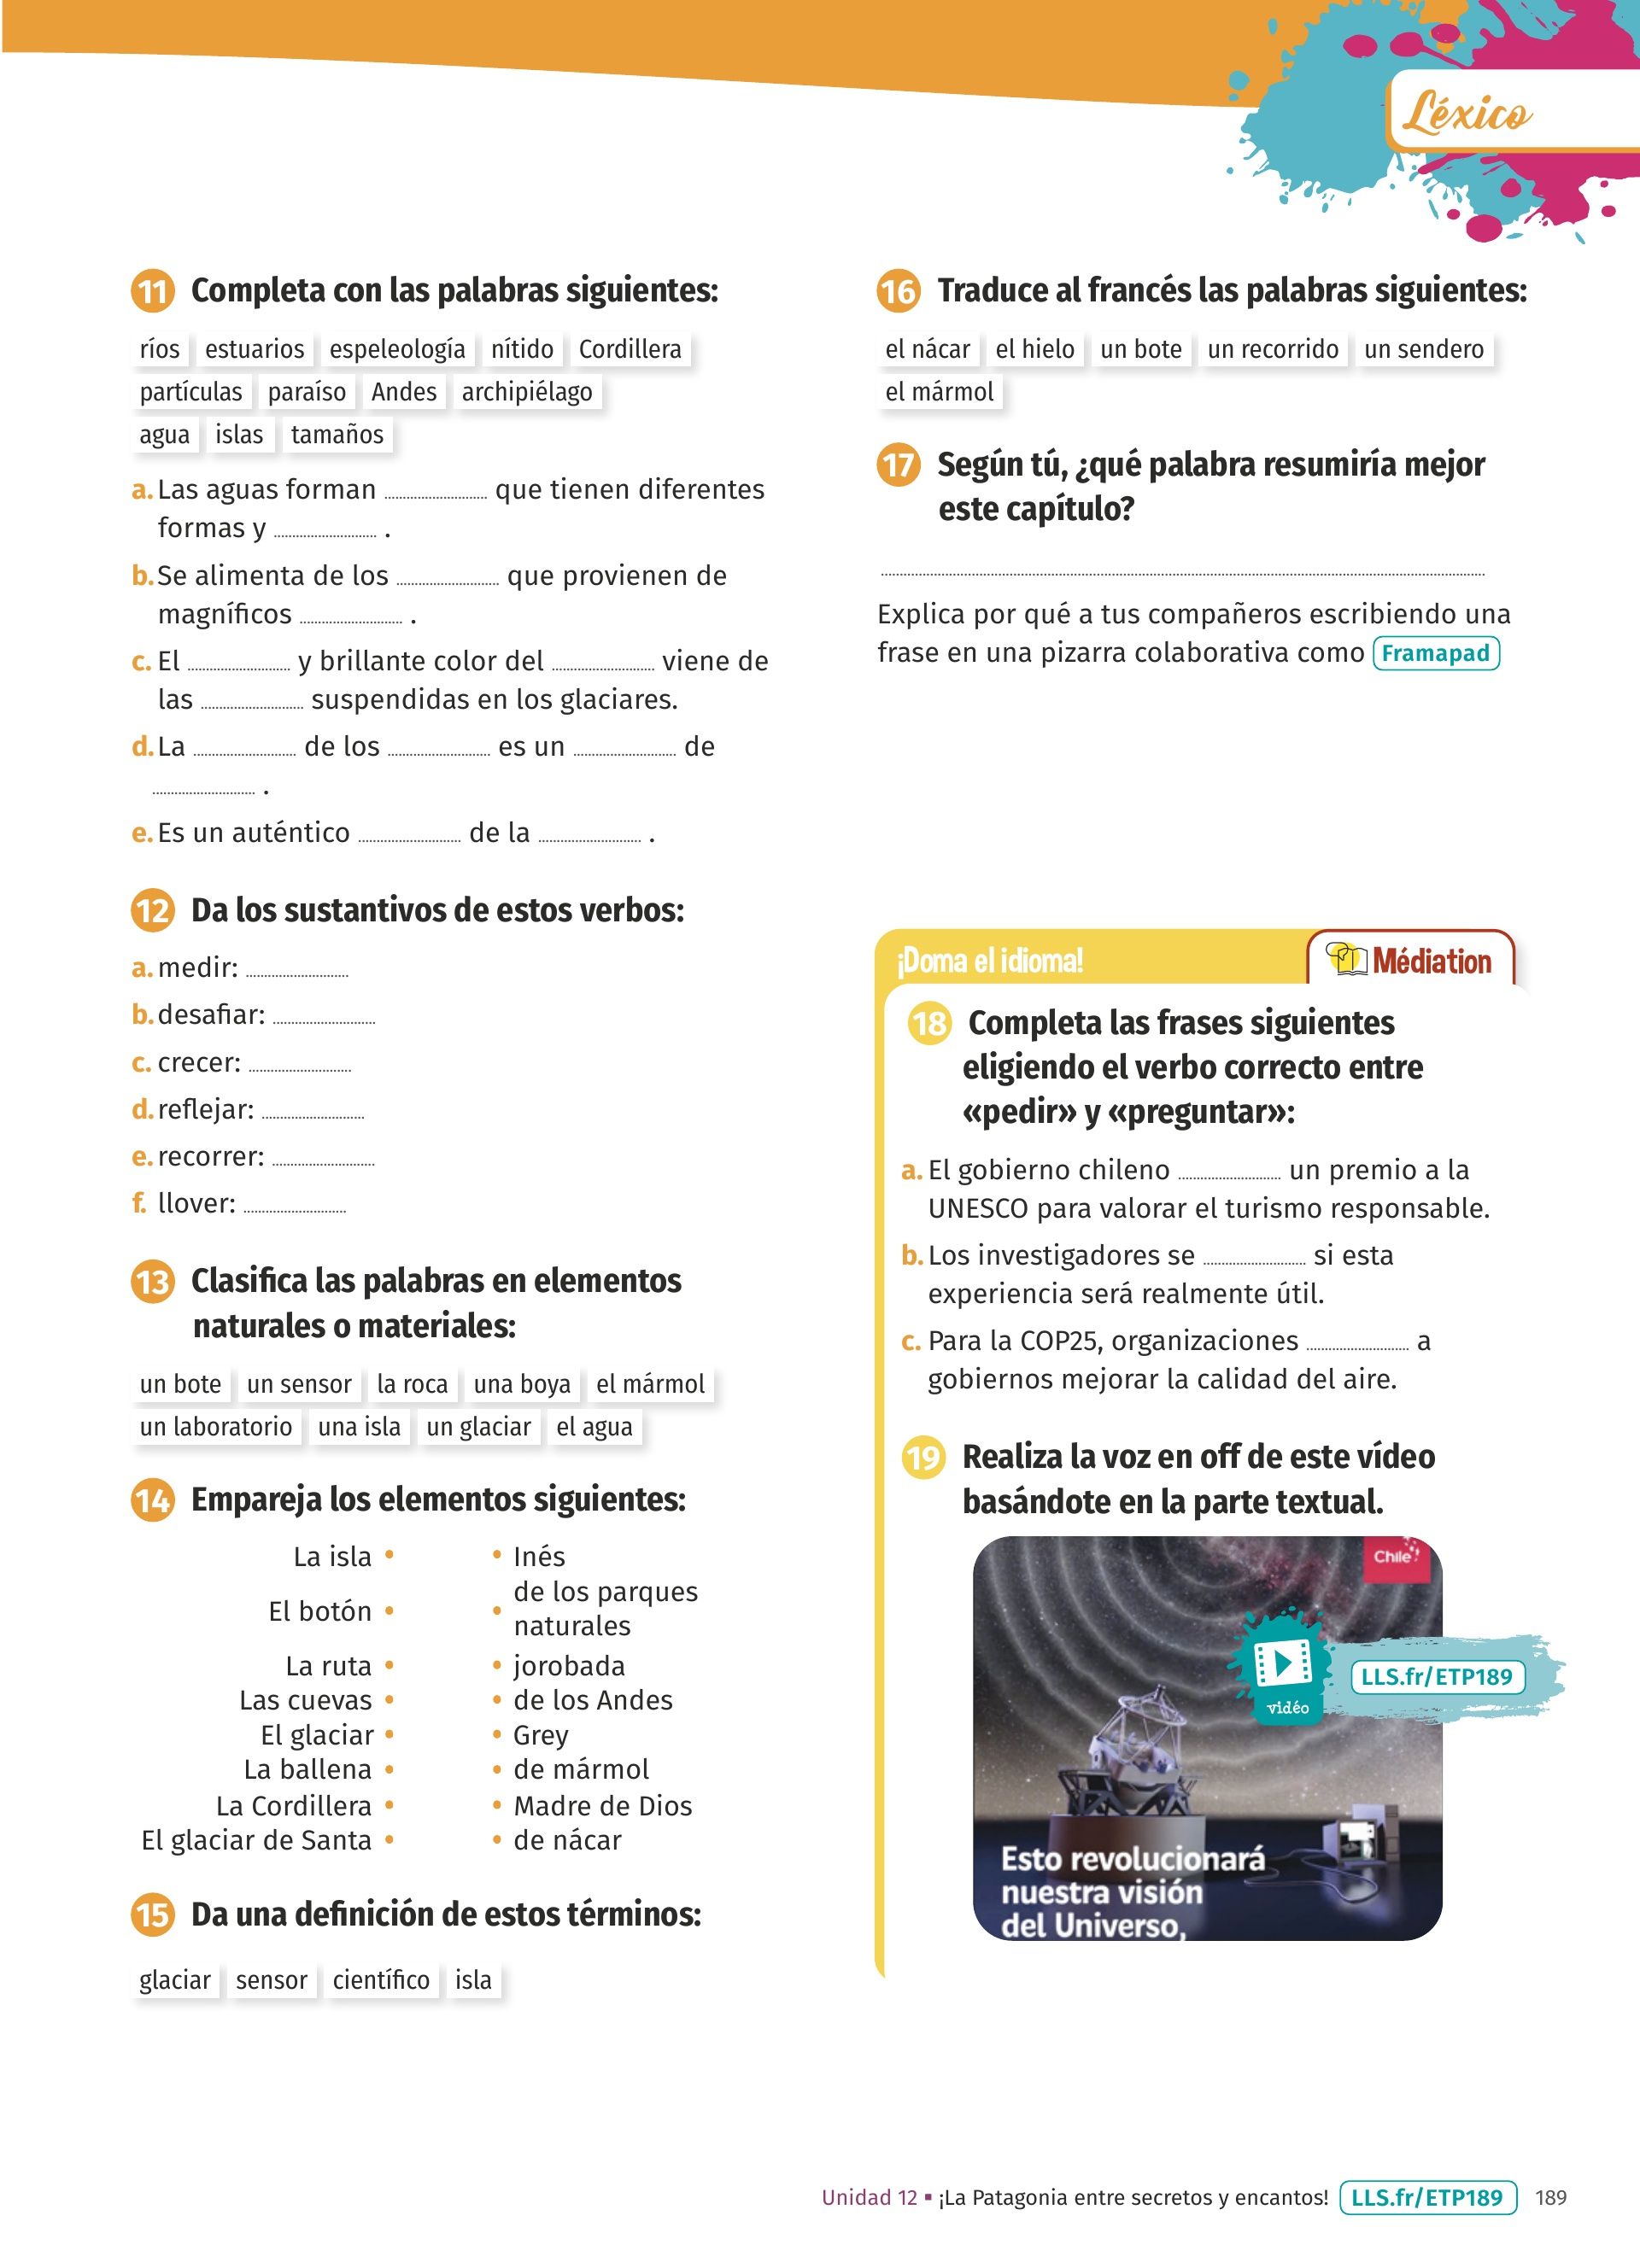 Léxico
11 Completa con las palabras siguientes:
ríos estuarios espeleología nítido Cordillera
partículas paraíso Andes archipiélago
agua islas tamaños
a. Las aguas forman ........................ que tienen diferentes
formas y ........................ .
b. Se alimenta de los ........................ que provienen de
magníficos ........................ .
c. El ........................ y brillante color del ........................ viene de
las ........................ suspendidas en los glaciares.
d. La ........................ de los ........................ es un ........................ de
........................ .
e. Es un auténtico ........................ de la ........................ .
12 Da los sustantivos de estos verbos:
a. medir: ........................
b. desafiar: ........................
c. crecer: ........................
d. reflejar: ........................
e. recorrer: ........................
f. llover: ........................
13 Clasifica las palabras en elementos
naturales o materiales:
un bote un sensor la roca una boya el mármol
un laboratorio una isla un glaciar el agua
14 Empareja los elementos siguientes:
La isla • • Inés
El botón • • de los parques
naturales
La ruta • • jorobada
Las cuevas • • de los Andes
El glaciar • • Grey
La ballena • • de mármol
La Cordillera • • Madre de Dios
El glaciar de Santa • • de nácar
15 Da una definición de estos términos:
glaciar sensor científico isla
16 Traduce al francés las palabras siguientes:
el nácar el hielo un bote un recorrido un sendero
el mármol
17 Según tú, ¿qué palabra resumiría mejor
este capítulo?
................................................................................
Explica por qué a tus compañeros escribiendo una
frase en una pizarra colaborativa como Framapad
¡Doma el idioma! Médiation
18 Completa las frases siguientes
eligiendo el verbo correcto entre
«pedir» y «preguntar»:
a. El gobierno chileno ........................ un premio a la
UNESCO para valorar el turismo responsable.
b. Los investigadores se ........................ si esta
experiencia será realmente útil.
c. Para la COP25, organizaciones ........................ a
gobiernos mejorar la calidad del aire.
19 Realiza la voz en off de este vídeo
basándote en la parte textual.
Chile
vidéo
LLS.fr/ETP189
Esto revolucionará
nuestra visión
del Universo,
Unidad 12 ▪ ¡La Patagonia entre secretos y encantos! LLS.fr/ETP189 189